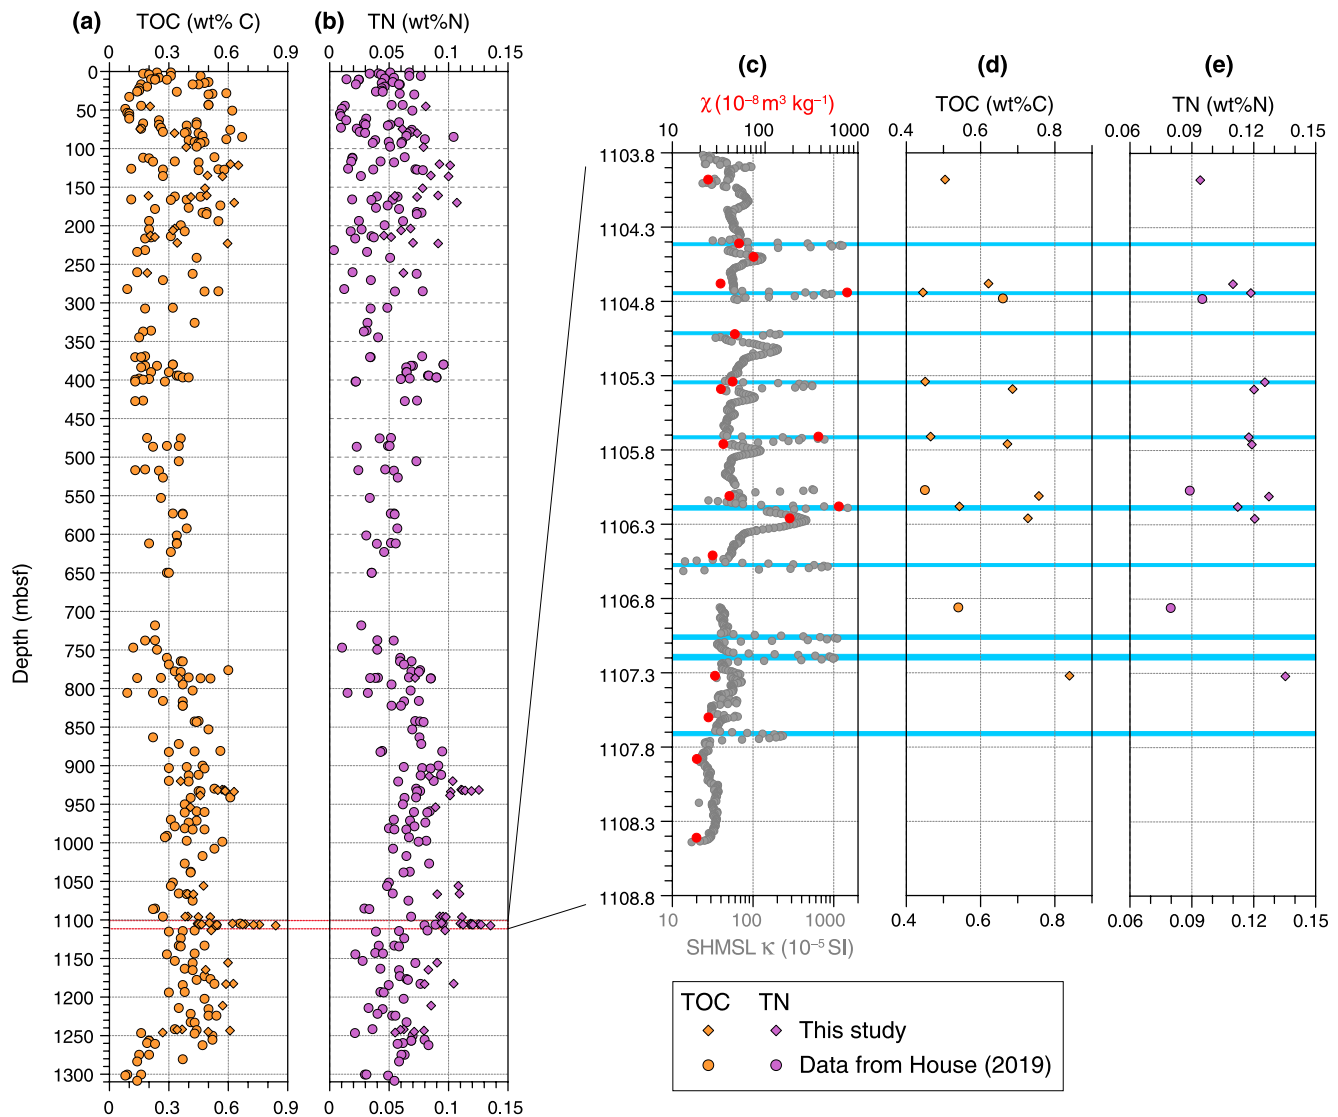 (a) TOC (wt% C)
0 0.3 0.6 0.9
(b) TN (wt%N)
0 0.05 0.1 0.15
Depth (mbsf)
0
50
100
150
200
250
300
350
400
450
500
550
600
650
700
750
800
850
900
950
1000
1050
1100
1150
1200
1250
1300
0 0.3 0.6 0.9
0 0.05 0.1 0.15
(c)
χ (10⁻⁸ m³ kg⁻¹)
10 100 1000
1103.8
1104.3
1104.8
1105.3
1105.8
1106.3
1106.8
1107.3
1107.8
1108.3
1108.8
10 100 1000
SHMSL κ (10⁻⁵ SI)
(d)
TOC (wt%C)
0.4 0.6 0.8
0.4 0.6 0.8
(e)
TN (wt%N)
0.06 0.09 0.12 0.15
0.06 0.09 0.12 0.15
TOC TN
This study
Data from House (2019)